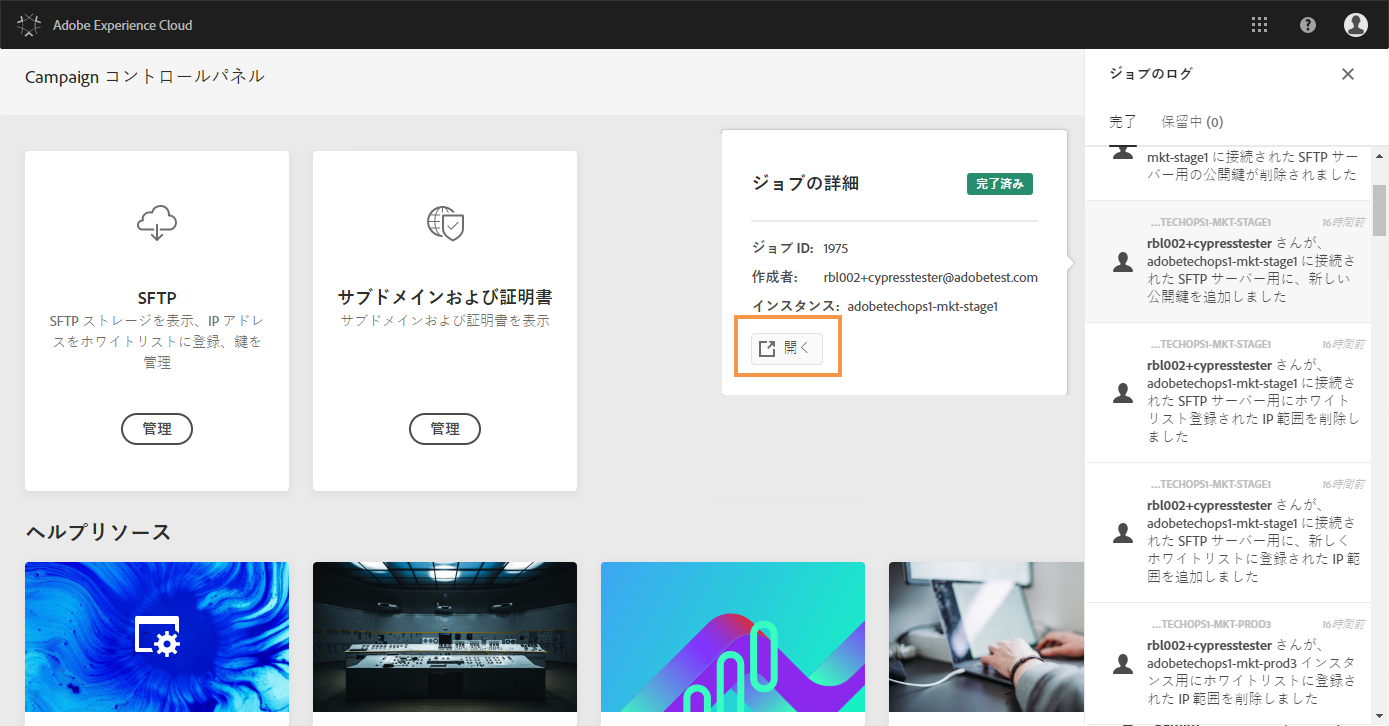 Adobe Experience Cloud
Campaign コントロールパネル
SFTP
SFTP ストレージを表示、IP アドレ
スをホワイトリストに登録、鍵を
管理
管理
サブドメインおよび証明書
サブドメインおよび証明書を表示
管理
ジョブの詳細
完了済み
ジョブ ID: 1975
作成者: rbl002+cypresstester@adobetest.com
インスタンス: adobetechops1-mkt-stage1
開く
ヘルプリソース
ジョブのログ
完了 保留中 (0)
mkt-stage1 に接続された SFTP サー
バー用の公開鍵が削除されました
...TECHOPS1-MKT-STAGE1 16時間前
rbl002+cypresstester さんが、
adobetechops1-mkt-stage1 に接続さ
れた SFTP サーバー用に、新しい
公開鍵を追加しました
...TECHOPS1-MKT-STAGE1 16時間前
rbl002+cypresstester さんが、
adobetechops1-mkt-stage1 に接続さ
れた SFTP サーバー用にホワイト
リスト登録された IP 範囲を削除し
ました
...TECHOPS1-MKT-STAGE1 16時間前
rbl002+cypresstester さんが、
adobetechops1-mkt-stage1 に接続さ
れた SFTP サーバー用に、新しく
ホワイトリストに登録された IP 範
囲を追加しました
...TECHOPS1-MKT-PROD3 16時間前
rbl002+cypresstester さんが、
adobetechops1-mkt-prod3 インスタ
ンス用にホワイトリストに登録さ
れた IP 範囲を削除しました